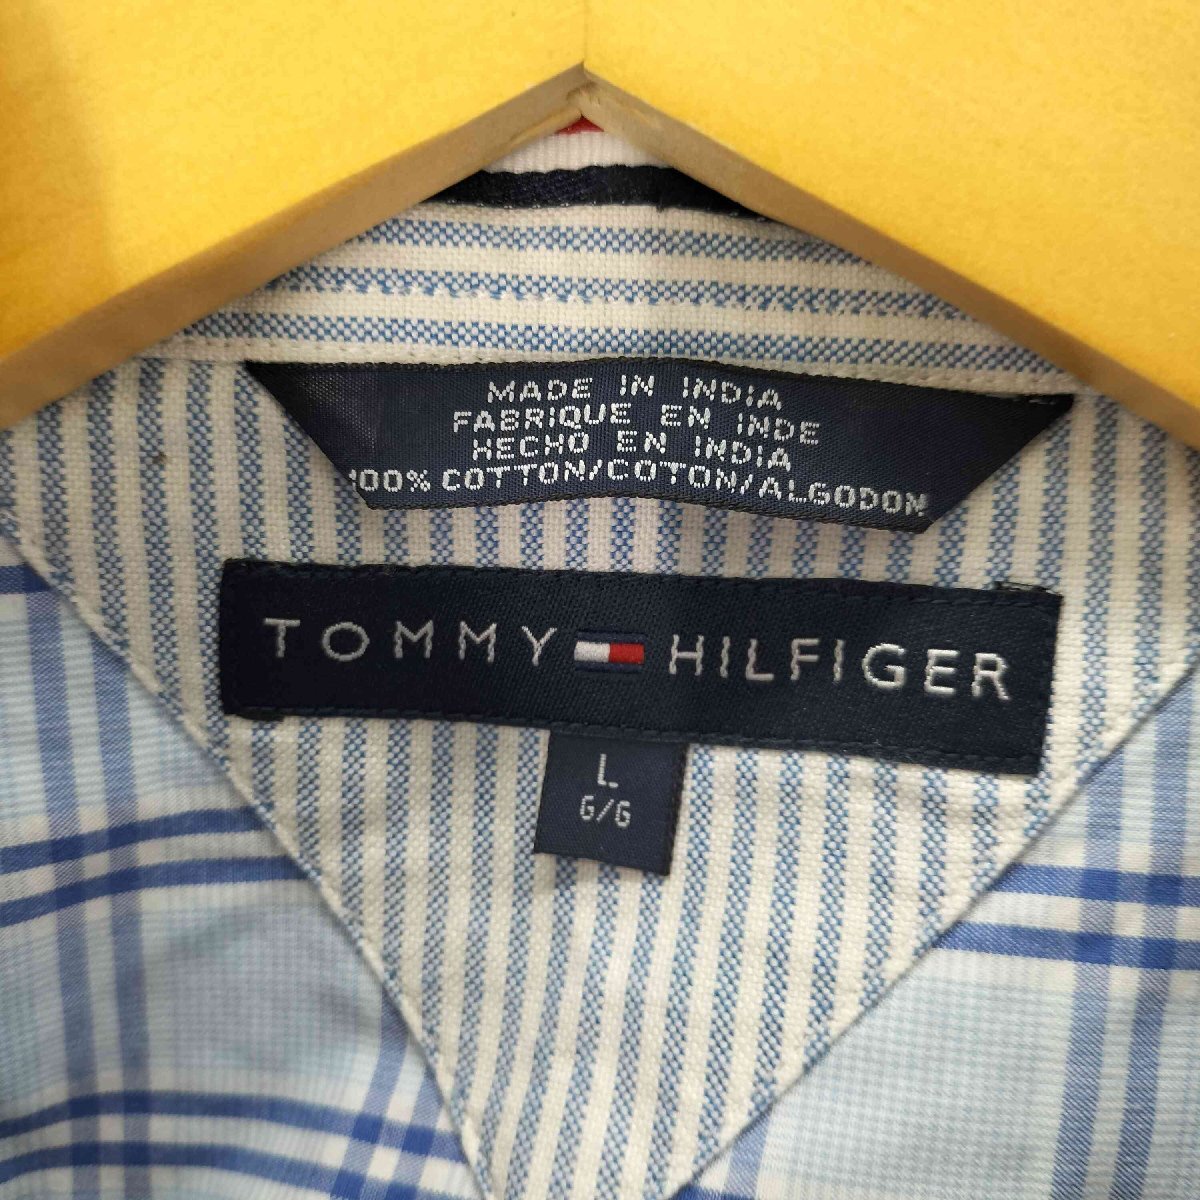 MADE IN INDIA
FABRIQUE EN INDE
HECHO EN INDIA
100% COTTON/COTON/ALGODON
TOMMY HILFIGER
L
G/G